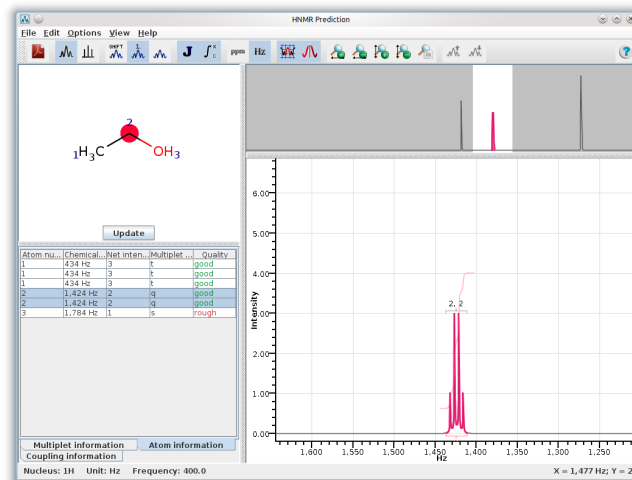 HNMR Prediction
File Edit Options View Help
SHIFT 1. J ppm Hz
2
1H₃C OH3
Update
Atom nu... Chemical... Net inten... Multiplet ... Quality
1 434 Hz 3 t good
1 434 Hz 3 t good
1 434 Hz 3 t good
2 1,424 Hz 2 q good
2 1,424 Hz 2 q good
3 1,784 Hz 1 s rough
Multiplet information Atom information
Coupling information
Intensity
6.00
5.00
4.00
3.00
2.00
1.00
0.00
2, 2
1,600 1,550 1,500 1,450 1,400 1,350 1,300 1,250
Hz
Nucleus: 1H Unit: Hz Frequency: 400.0 X = 1,477 Hz; Y = 2